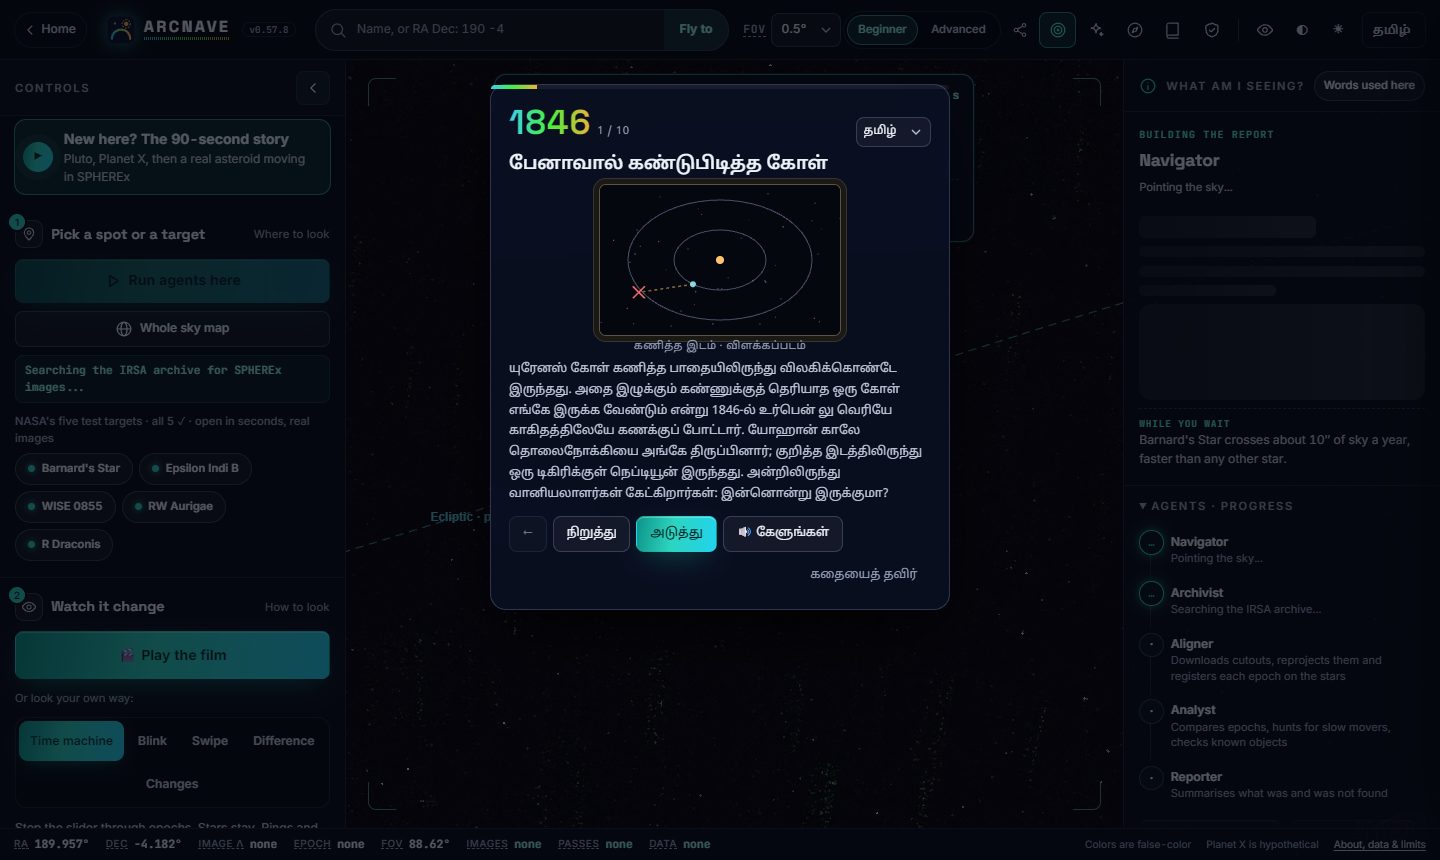 Home
ARCNAVE
v0.57.8
Name, or RA Dec: 190 -4
Fly to
FOV
0.5°
Beginner
Advanced
தமிழ்
CONTROLS
New here? The 90-second story
Pluto, Planet X, then a real asteroid moving
in SPHEREx
1
Pick a spot or a target
Where to look
Run agents here
Whole sky map
Searching the IRSA archive for SPHEREx
images...
NASA's five test targets · all 5 ✓ · open in seconds, real
images
Barnard's Star
Epsilon Indi B
WISE 0855
RW Aurigae
R Draconis
2
Watch it change
How to look
Play the film
Or look your own way:
Time machine
Blink
Swipe
Difference
Changes
Step the slider through epochs. Stars stay. Rings and
Ecliptic · p
s
1846
1 / 10
தமிழ்
பேனாவால் கண்டுபிடித்த கோள்
கணித்த இடம் · விளக்கப்படம்
யுரேனஸ் கோள் கணித்த பாதையிலிருந்து விலகிக்கொண்டே
இருந்தது. அதை இழுக்கும் கண்ணுக்குத் தெரியாத ஒரு கோள்
எங்கே இருக்க வேண்டும் என்று 1846-ல் உர்பென் லு வெரியே
காகிதத்திலேயே கணக்குப் போட்டார். யோஹான் காலே
தொலைநோக்கியை அங்கே திருப்பினார்; குறித்த இடத்திலிருந்து
ஒரு டிகிரிக்குள் நெப்டியூன் இருந்தது. அன்றிலிருந்து
வானியலாளர்கள் கேட்கிறார்கள்: இன்னொன்று இருக்குமா?
←
நிறுத்து
அடுத்து
கேளுங்கள்
கதையைத் தவிர்
WHAT AM I SEEING?
Words used here
BUILDING THE REPORT
Navigator
Pointing the sky…
WHILE YOU WAIT
Barnard's Star crosses about 10″ of sky a year,
faster than any other star.
▼ AGENTS · PROGRESS
Navigator
Pointing the sky…
Archivist
Searching the IRSA archive…
Aligner
Downloads cutouts, reprojects them and
registers each epoch on the stars
Analyst
Compares epochs, hunts for slow movers,
checks known objects
Reporter
Summarises what was and was not found
RA 189.957°
DEC -4.182°
IMAGE Λ none
EPOCH none
FOV 88.62°
IMAGES none
PASSES none
DATA none
Colors are false-color
Planet X is hypothetical
About, data & limits